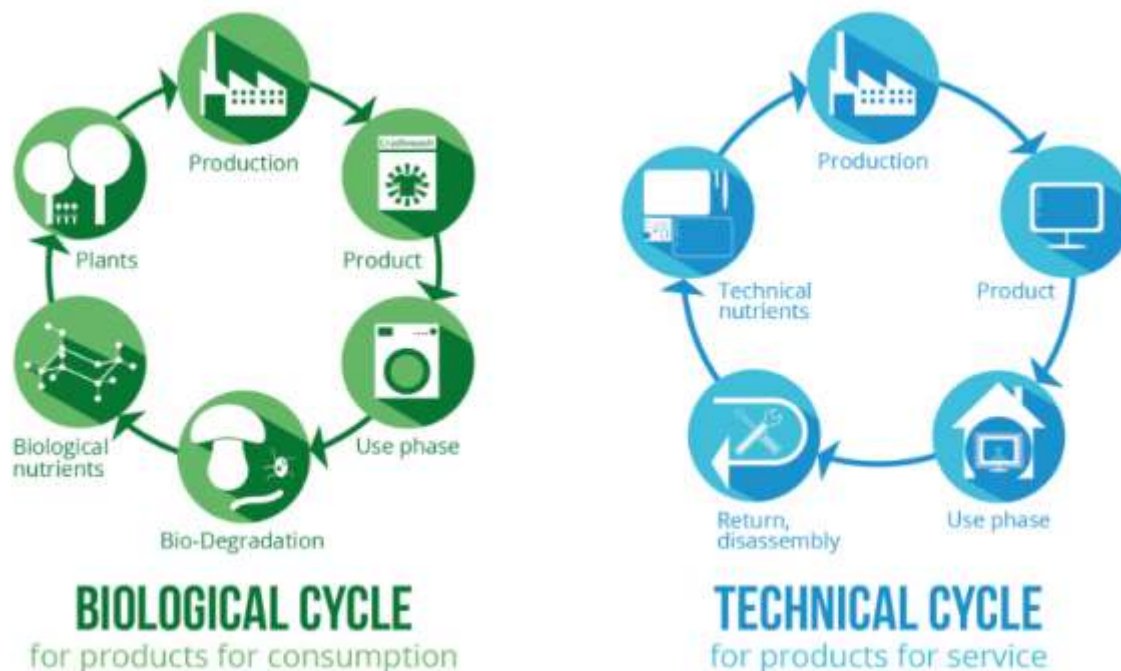 Production
Product
Use phase
Bio-Degradation
Biological
nutrients
Plants
BIOLOGICAL CYCLE
for products for consumption
Production
Product
Use phase
Return,
disassembly
Technical
nutrients
TECHNICAL CYCLE
for products for service